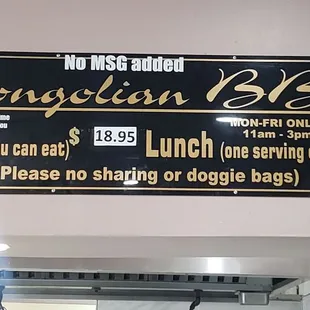 No MSG added
ongolian BB
MON-FRI ONL
11am - 3pm
u can eat) $ 18.95 Lunch (one serving
Please no sharing or doggie bags)